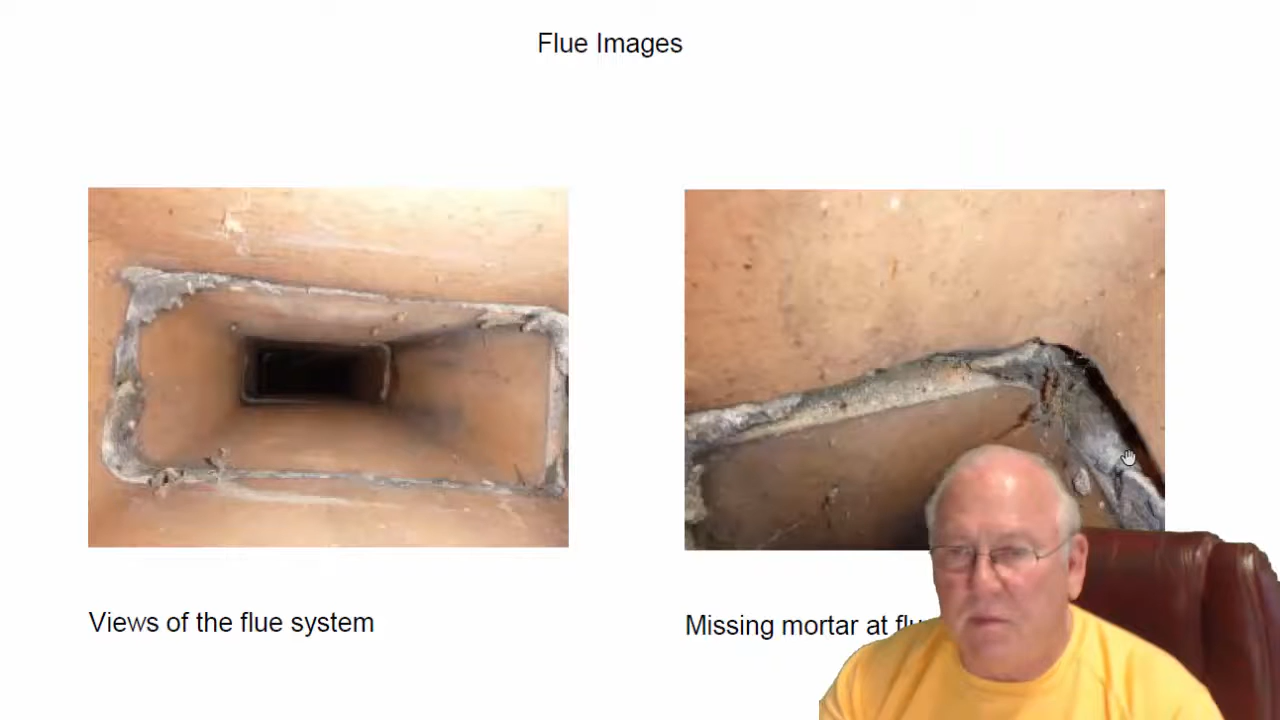 Flue Images
Views of the flue system
Missing mortar at